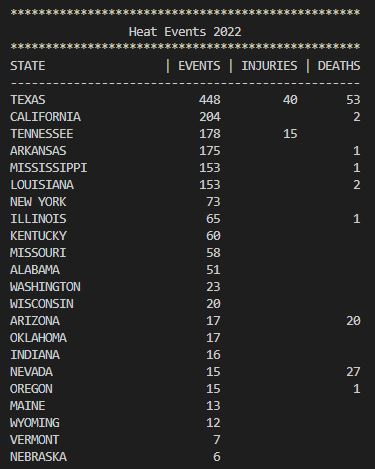 **************************************************
Heat Events 2022
**************************************************
STATE | EVENTS | INJURIES | DEATHS
--------------------------------------------------
TEXAS 448 40 53
CALIFORNIA 204 2
TENNESSEE 178 15
ARKANSAS 175 1
MISSISSIPPI 153 1
LOUISIANA 153 2
NEW YORK 73
ILLINOIS 65 1
KENTUCKY 60
MISSOURI 58
ALABAMA 51
WASHINGTON 23
WISCONSIN 20
ARIZONA 17 20
OKLAHOMA 17
INDIANA 16
NEVADA 15 27
OREGON 15 1
MAINE 13
WYOMING 12
VERMONT 7
NEBRASKA 6